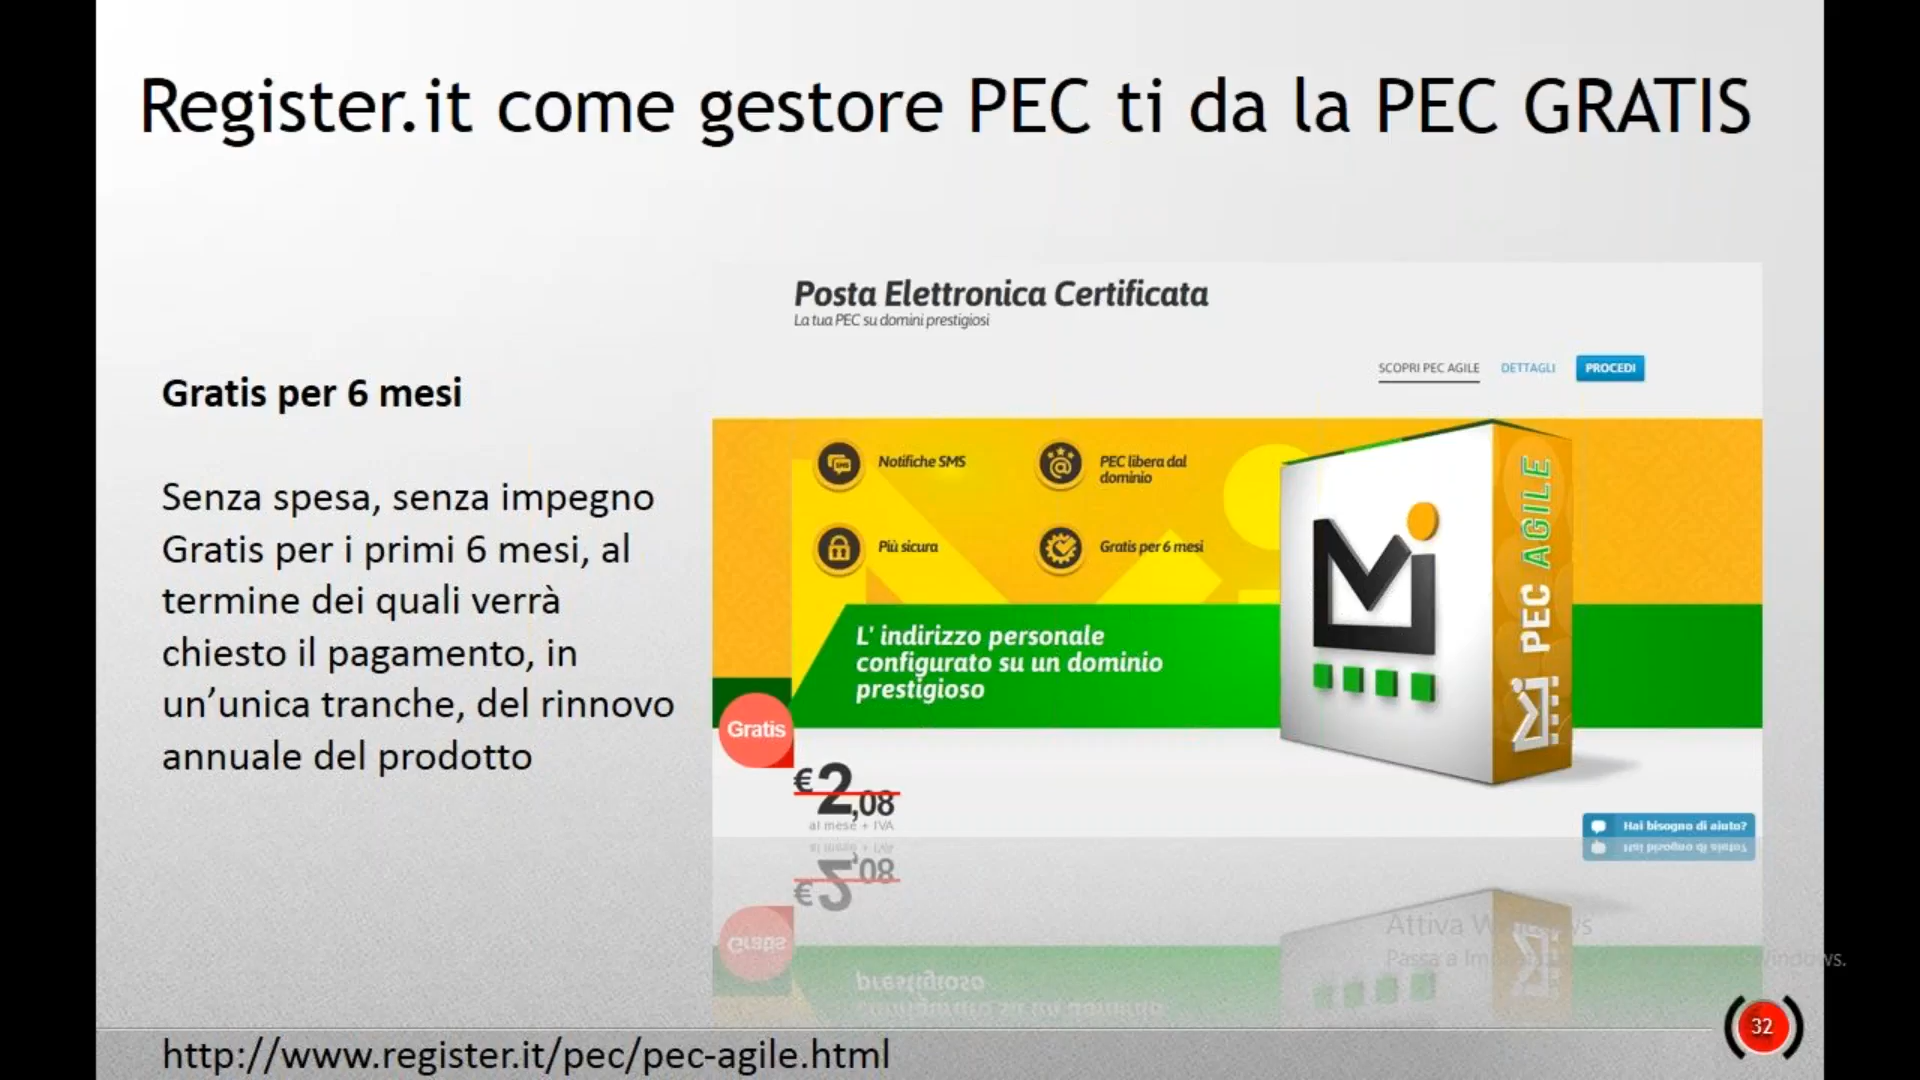 Register.it come gestore PEC ti da la PEC GRATIS
Gratis per 6 mesi
Senza spesa, senza impegno
Gratis per i primi 6 mesi, al
termine dei quali verrà
chiesto il pagamento, in
un’unica tranche, del rinnovo
annuale del prodotto
Posta Elettronica Certificata
La tua PEC su domini prestigiosi
SCOPRI PEC AGILE DETTAGLI PROCEDI
SMS
Notifiche SMS
PEC libera dal
dominio
Più sicura
Gratis per 6 mesi
L' indirizzo personale
configurato su un dominio
prestigioso
PEC AGILE
Gratis
€2,08
al mese + IVA
Hai bisogno di aiuto?
Attiva Windows
Passa a
32
http://www.register.it/pec/pec-agile.html